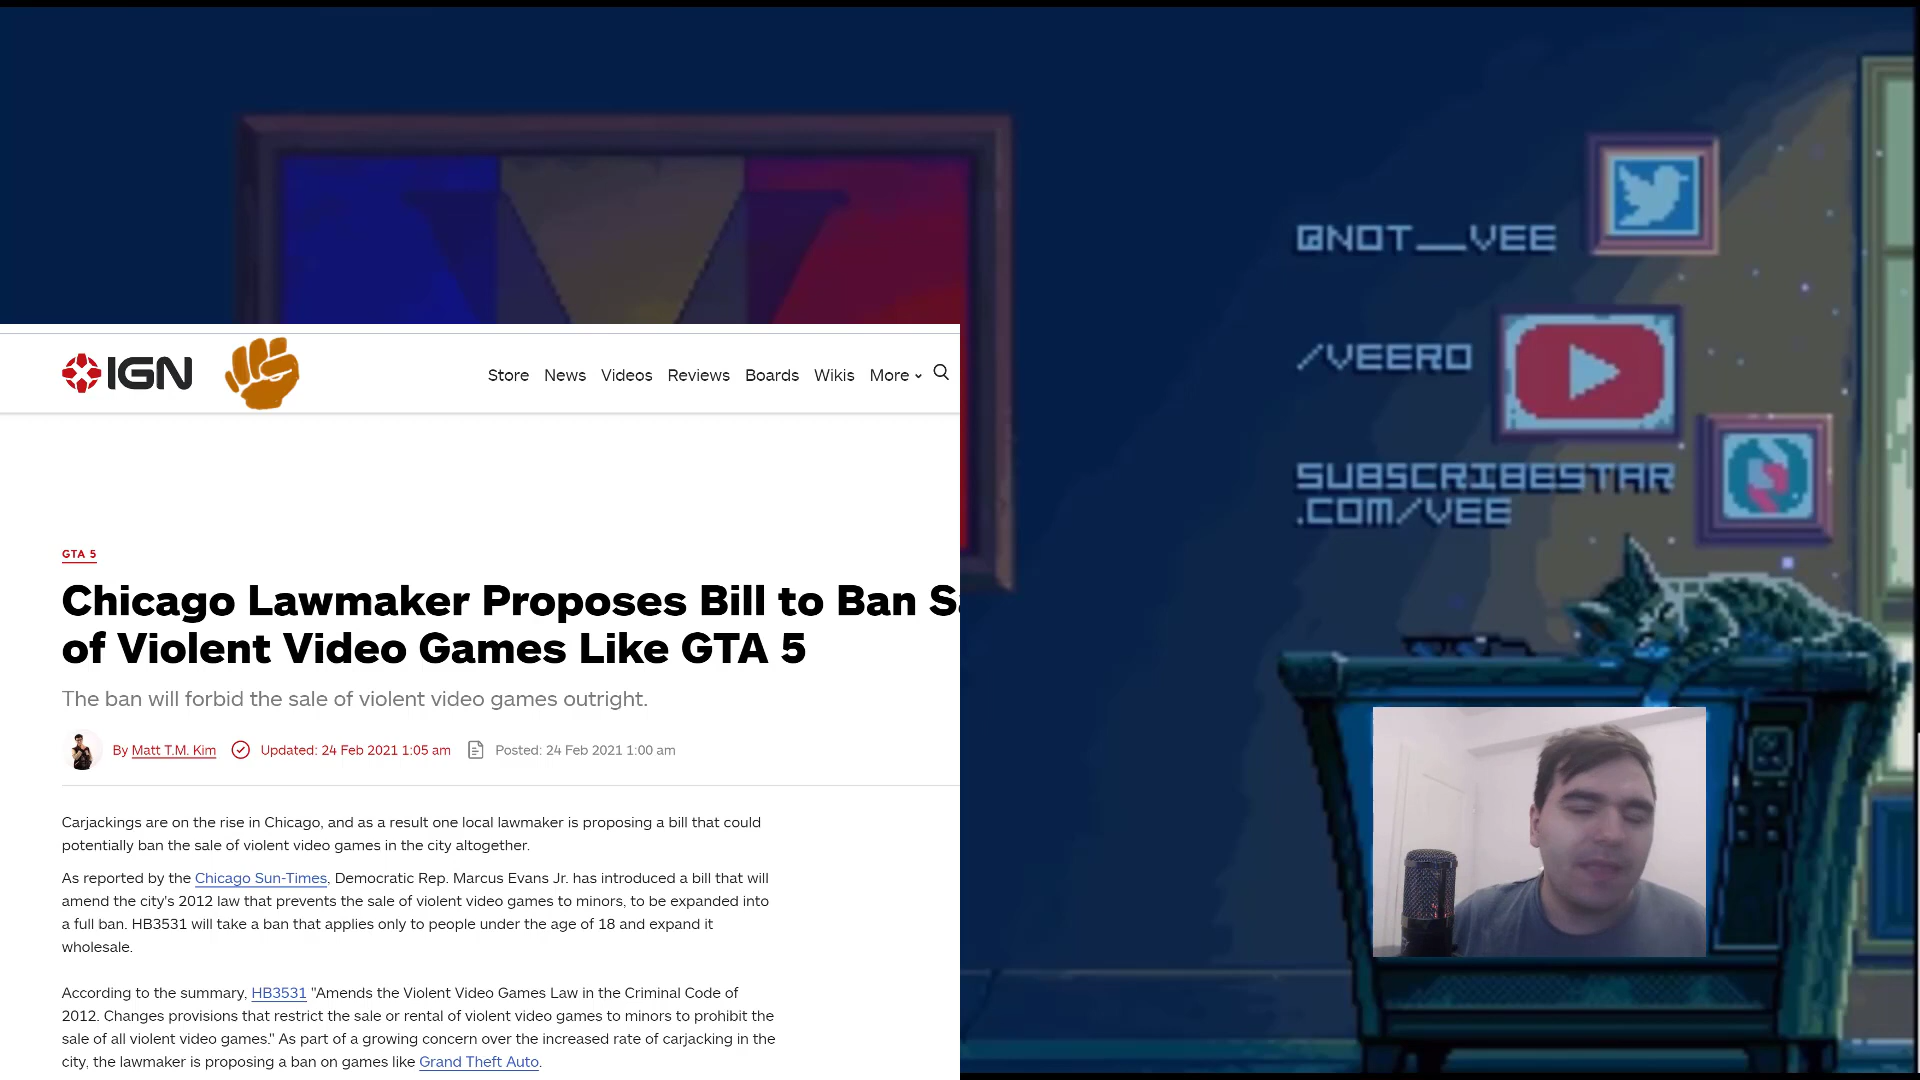 @NOT__VEE
/VEERO
SUBSCRIBESTAR
.COM/VEE
IGN
Store News Videos Reviews Boards Wikis More
GTA 5
Chicago Lawmaker Proposes Bill to Ban
of Violent Video Games Like GTA 5
The ban will forbid the sale of violent video games outright.
By Matt T.M. Kim Updated: 24 Feb 2021 1:05 am Posted: 24 Feb 2021 1:00 am
Carjackings are on the rise in Chicago, and as a result one local lawmaker is proposing a bill that could
potentially ban the sale of violent video games in the city altogether.
As reported by the Chicago Sun-Times, Democratic Rep. Marcus Evans Jr. has introduced a bill that will
amend the city's 2012 law that prevents the sale of violent video games to minors, to be expanded into
a full ban. HB3531 will take a ban that applies only to people under the age of 18 and expand it
wholesale.
According to the summary, HB3531 "Amends the Violent Video Games Law in the Criminal Code of
2012. Changes provisions that restrict the sale or rental of violent video games to minors to prohibit the
sale of all violent video games." As part of a growing concern over the increased rate of carjacking in the
city, the lawmaker is proposing a ban on games like Grand Theft Auto.